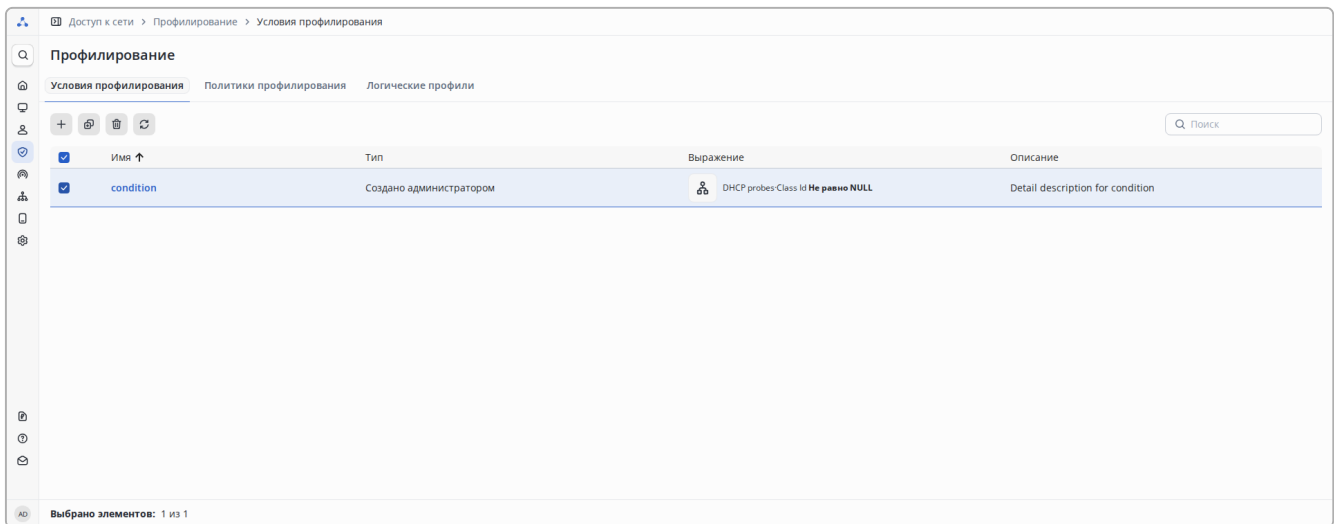 Доступ к сети > Профилирование > Условия профилирования
Профилирование
Условия профилирования Политики профилирования Логические профили
Поиск
Имя ↑ Тип Выражение Описание
condition Создано администратором DHCP probes·Class Id Не равно NULL Detail description for condition
AD Выбрано элементов: 1 из 1